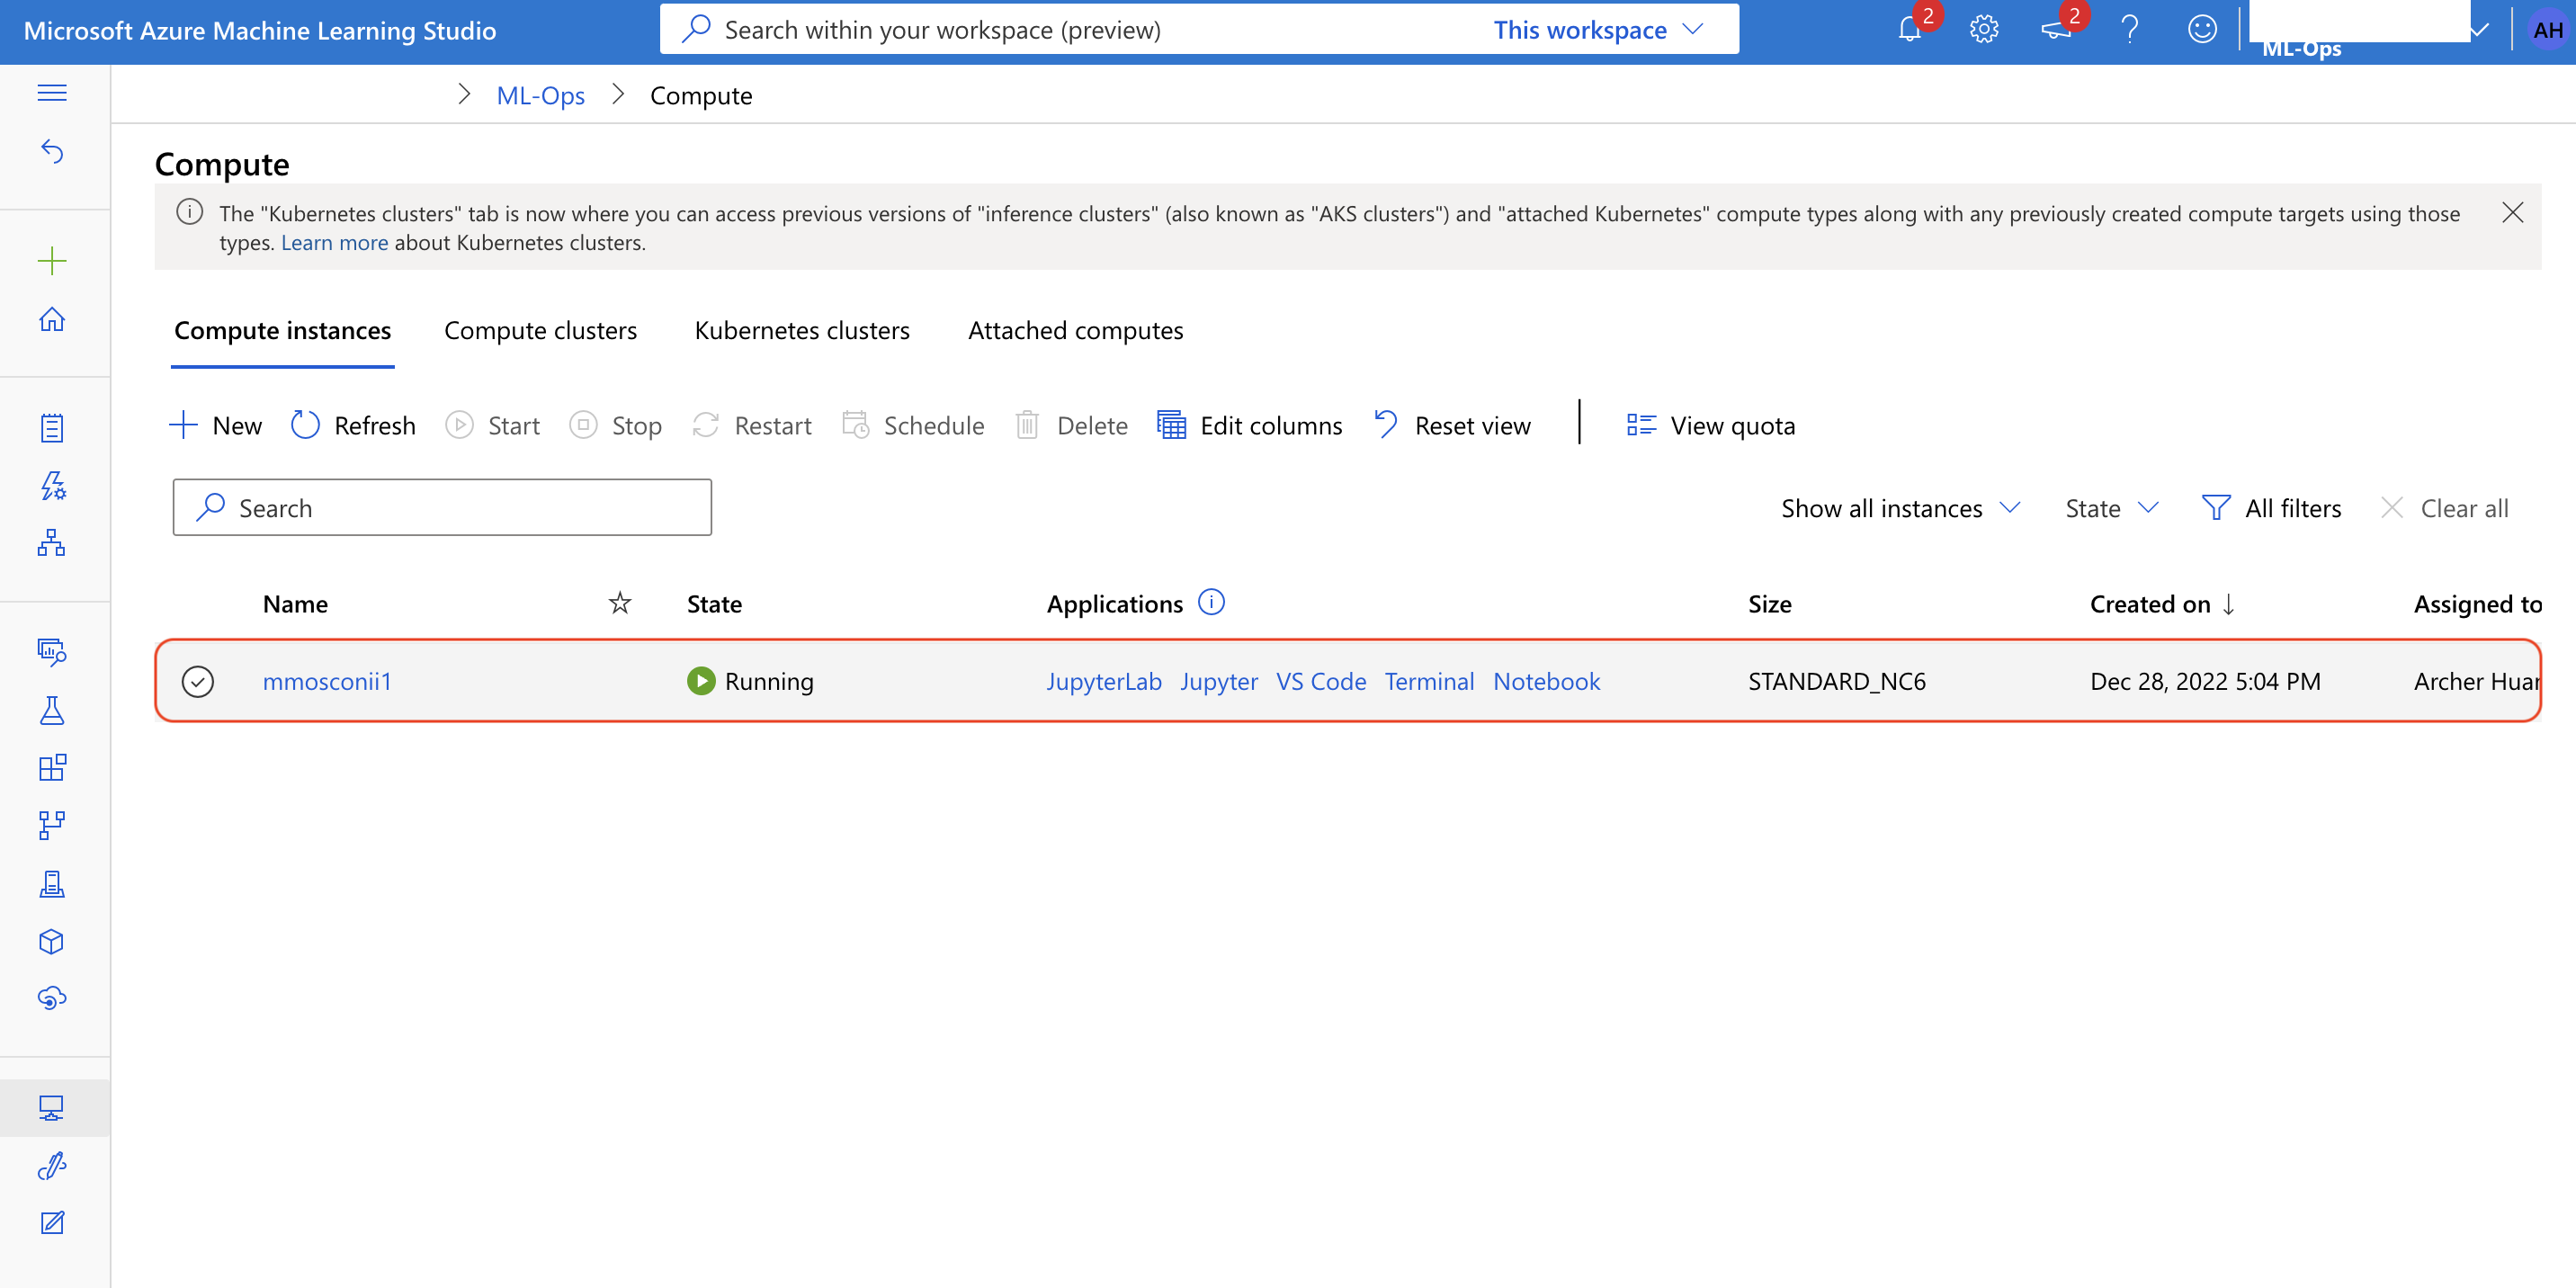 Microsoft Azure Machine Learning Studio
Search within your workspace (preview)
This workspace
2
2
ML-Ops
AH
ML-Ops
Compute
Compute
The "Kubernetes clusters" tab is now where you can access previous versions of "inference clusters" (also known as "AKS clusters") and "attached Kubernetes" compute types along with any previously created compute targets using those
types. Learn more about Kubernetes clusters.
Compute instances Compute clusters Kubernetes clusters Attached computes
New Refresh Start Stop Restart Schedule Delete Edit columns Reset view View quota
Search
Show all instances State All filters Clear all
Name State Applications Size Created on Assigned to
mmosconii1 Running JupyterLab Jupyter VS Code Terminal Notebook STANDARD_NC6 Dec 28, 2022 5:04 PM Archer